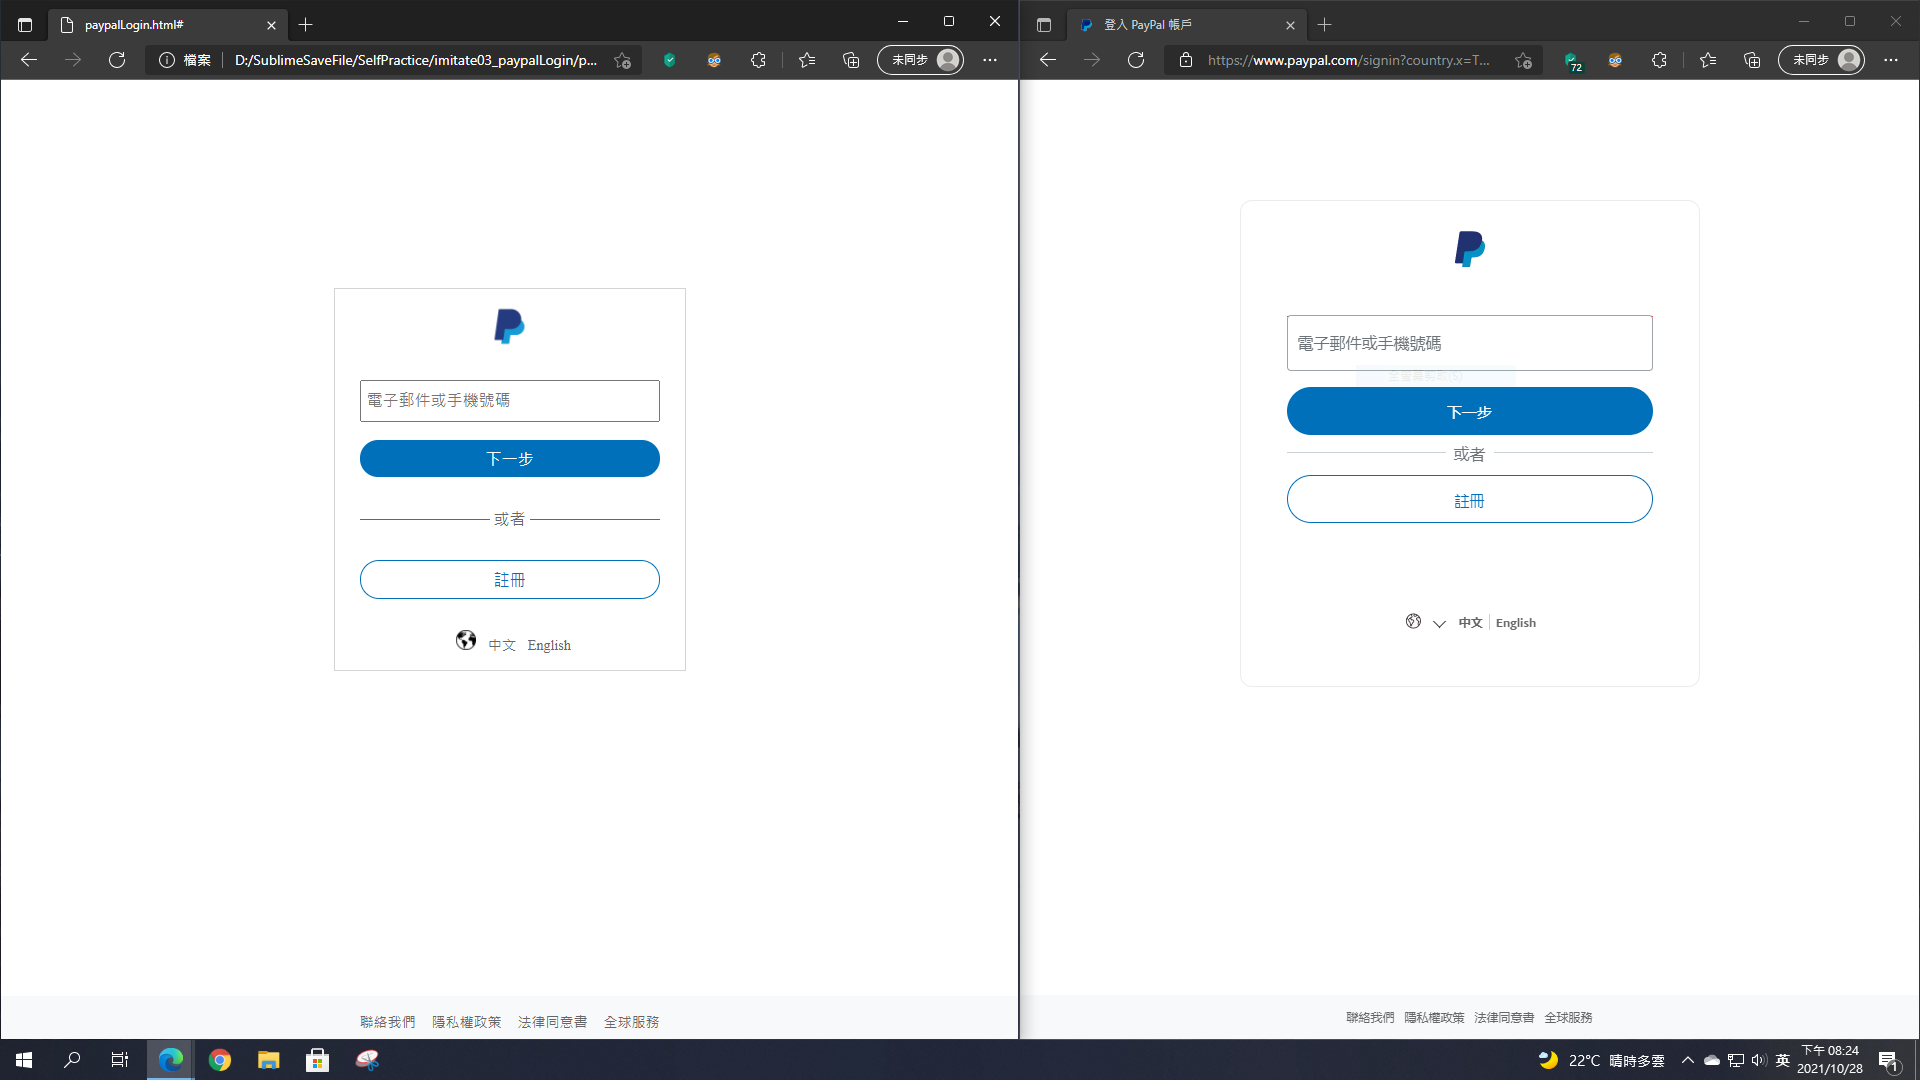 paypalLogin.html#
檔案
D:/SublimeSaveFile/SelfPractice/imitate03_paypalLogin/p...
未同步
電子郵件或手機號碼
下一步
或者
註冊
中文 English
聯絡我們 隱私權政策 法律同意書 全球服務
登入 PayPal 帳戶
https://www.paypal.com/signin?country.x=T...
72
未同步
電子郵件或手機號碼
下一步
或者
註冊
中文 English
聯絡我們 隱私權政策 法律同意書 全球服務
22°C 晴時多雲
英
下午 08:24
2021/10/28
1